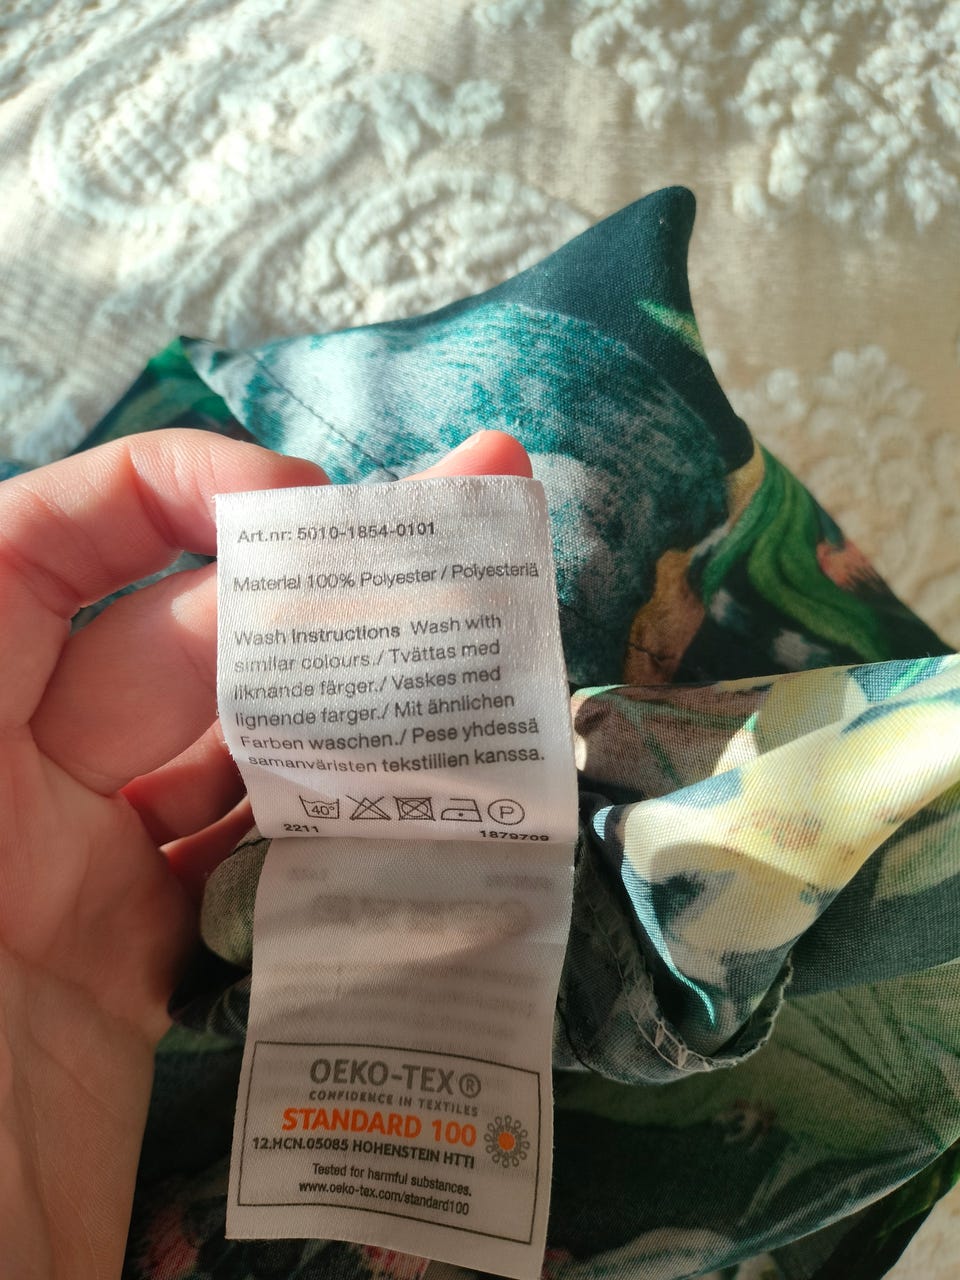 Art.nr: 5010-1854-0101
Material 100% Polyester / Polyesteriä
Wash Instructions Wash with
similar colours./ Tvättas med
liknande färger./ Vaskes med
lignende farger./ Mit ähnlichen
Farben waschen./ Pese yhdessä
samanväristen tekstiilien kanssa.
40°
P
2211 1879709
OEKO-TEX®
CONFIDENCE IN TEXTILES
STANDARD 100
12.HCN.05085 HOHENSTEIN HTTI
Tested for harmful substances.
www.oeko-tex.com/standard100